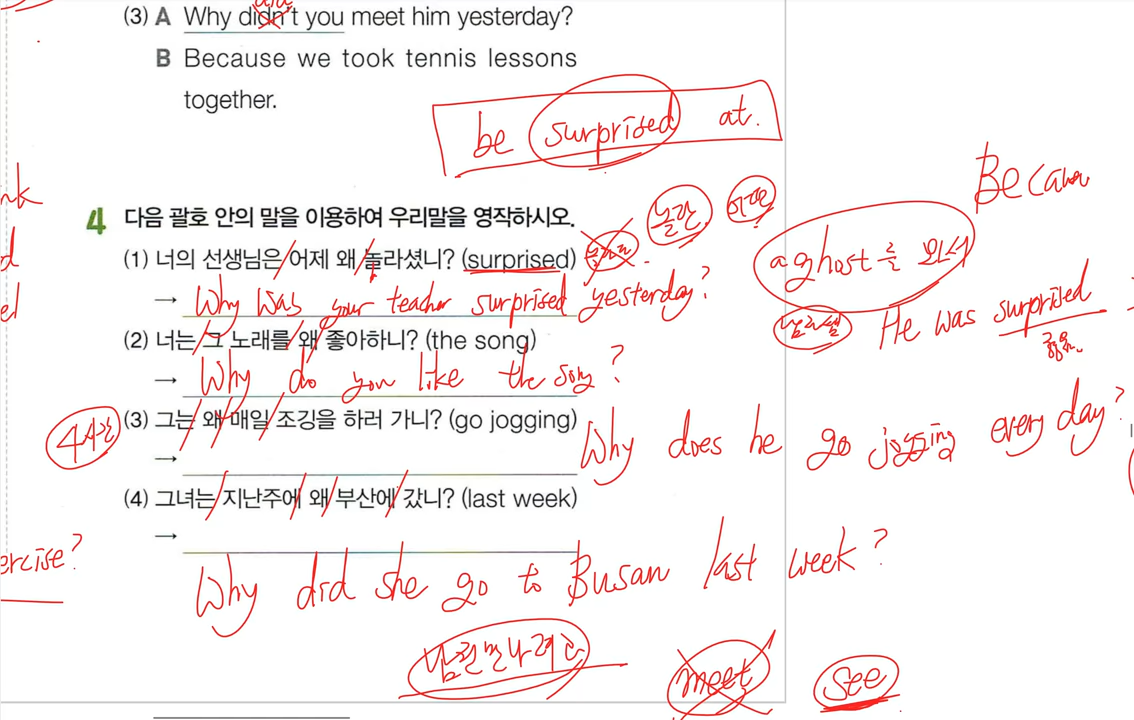 (3) A Why didn't you meet him yesterday?
did
B Because we took tennis lessons
together.
be surprised at.
nk
d
el
4 다음 괄호 안의 말을 이용하여 우리말을 영작하시오.
놀란
(1) 너의 선생님은 어제 왜 놀라셨니? (surprised)
→ Why was your teacher surprised yesterday?
a ghost를
He was surprised
(2) 너는 그 노래를 왜 좋아하니? (the song)
→ Why do you like the song?
4시간
(3) 그는 왜 매일 조깅을 하러 가니? (go jogging)
→ Why does he go jogging every day?
(4) 그녀는 지난주에 왜 부산에 갔니? (last week)
→
Why did she go to Busan last week?
ercise?
meet
see